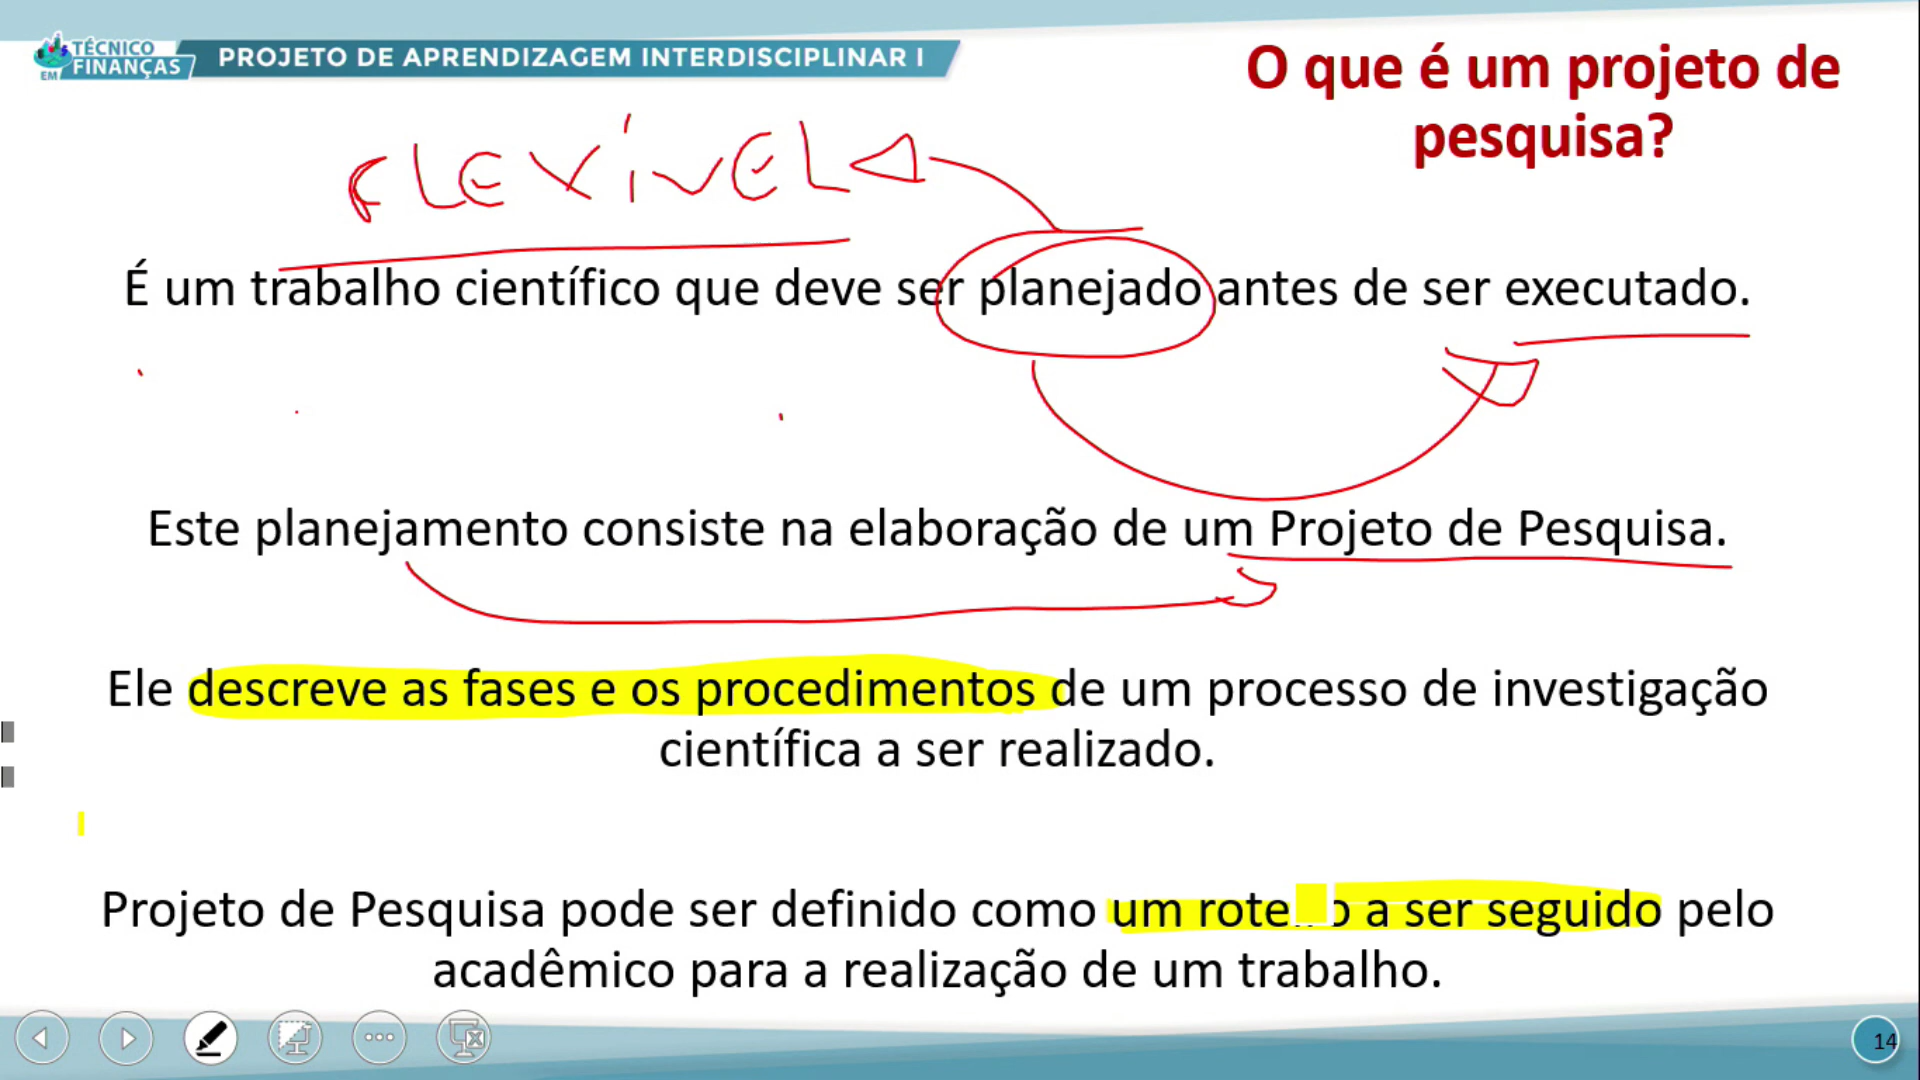 TÉCNICO
EM FINANÇAS
PROJETO DE APRENDIZAGEM INTERDISCIPLINAR I
O que é um projeto de
pesquisa?
FLEXÍVEL
É um trabalho científico que deve ser planejado antes de ser executado.
Este planejamento consiste na elaboração de um Projeto de Pesquisa.
Ele descreve as fases e os procedimentos de um processo de investigação
científica a ser realizado.
Projeto de Pesquisa pode ser definido como um a ser seguido pelo
acadêmico para a realização de um trabalho.
14